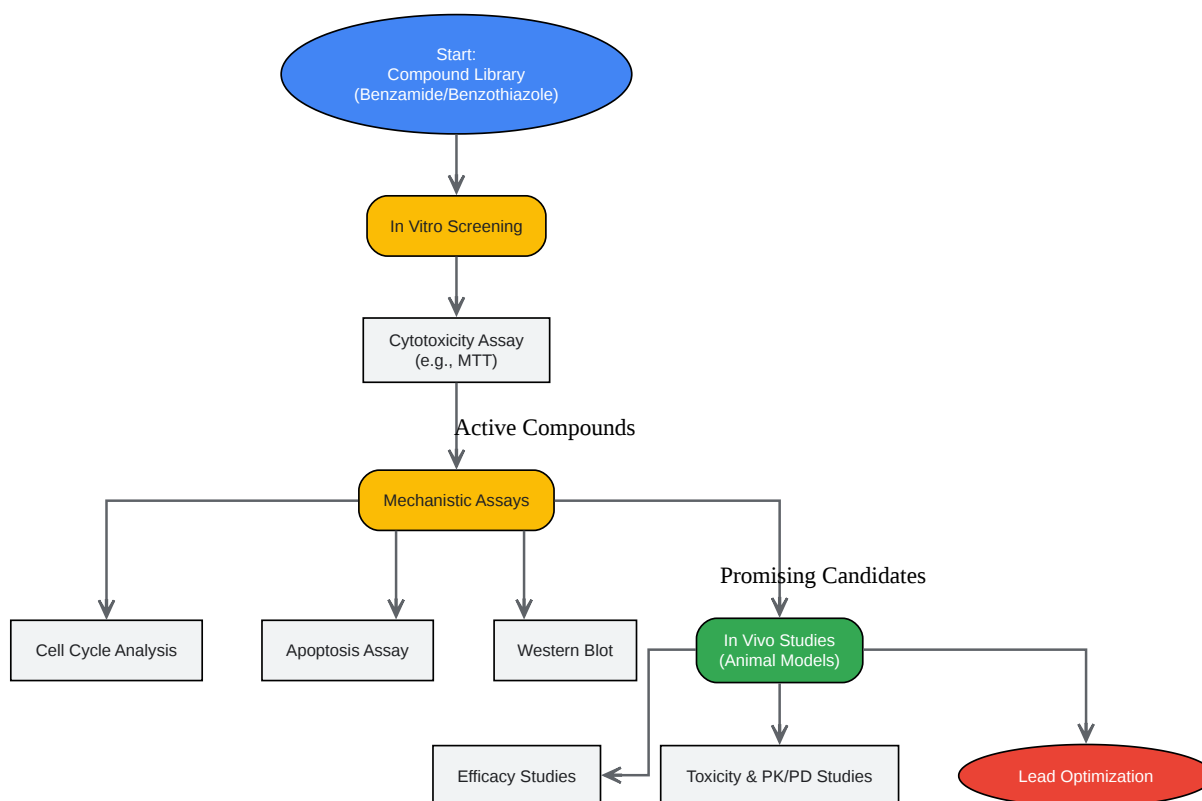 Start:
Compound Library
(Benzamide/Benzothiazole)
In Vitro Screening
Cytotoxicity Assay
(e.g., MTT)
Active Compounds
Mechanistic Assays
Promising Candidates
Cell Cycle Analysis
Apoptosis Assay
Western Blot
In Vivo Studies
(Animal Models)
Efficacy Studies
Toxicity & PK/PD Studies
Lead Optimization